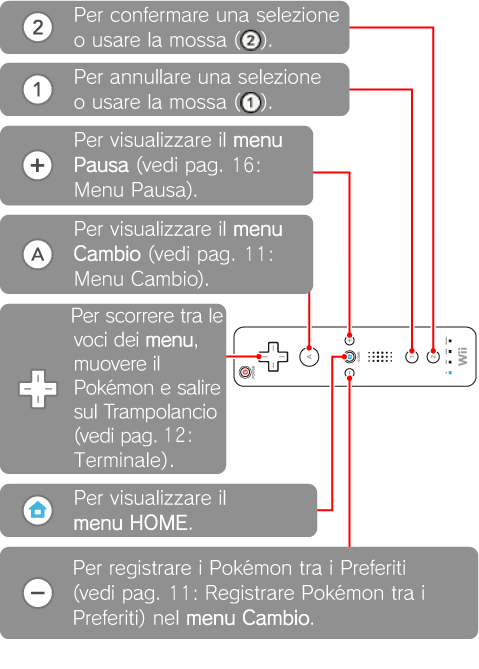 2 Per confermare una selezione
o usare la mossa (2).
1 Per annullare una selezione
o usare la mossa (1).
+ Per visualizzare il menu
Pausa (vedi pag. 16:
Menu Pausa).
A Per visualizzare il menu
Cambio (vedi pag. 11:
Menu Cambio).
Per scorrere tra le
voci dei menu,
muovere il
Pokémon e salire
sul Trampolancio
(vedi pag. 12:
Terminale).
Per visualizzare il
menu HOME.
− Per registrare i Pokémon tra i Preferiti
(vedi pag. 11: Registrare Pokémon tra i
Preferiti) nel menu Cambio.
POWER
A
HOME
1
2
Wii